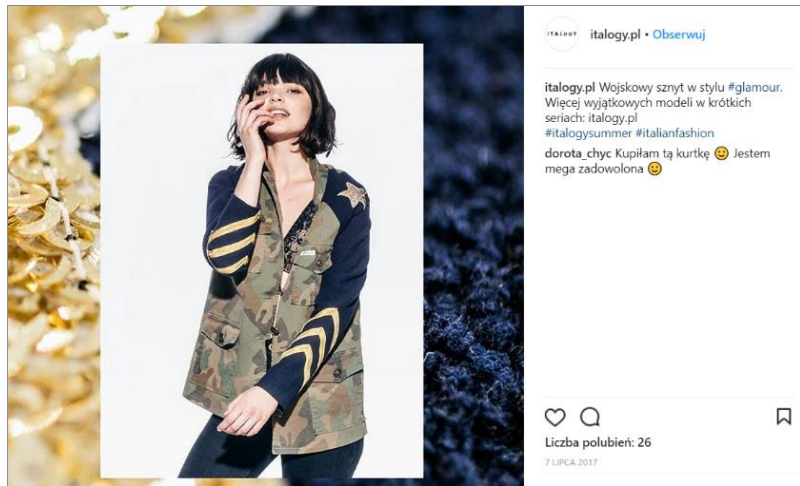 ITALOGY
italogy.pl • Obserwuj
italogy.pl Wojskowy sznyt w stylu #glamour.
Więcej wyjątkowych modeli w krótkich
seriach: italogy.pl
#italogysummer #italianfashion
dorota_chyc Kupiłam tą kurtkę 🙂 Jestem
mega zadowolona 🙂
Liczba polubień: 26
7 LIPCA 2017